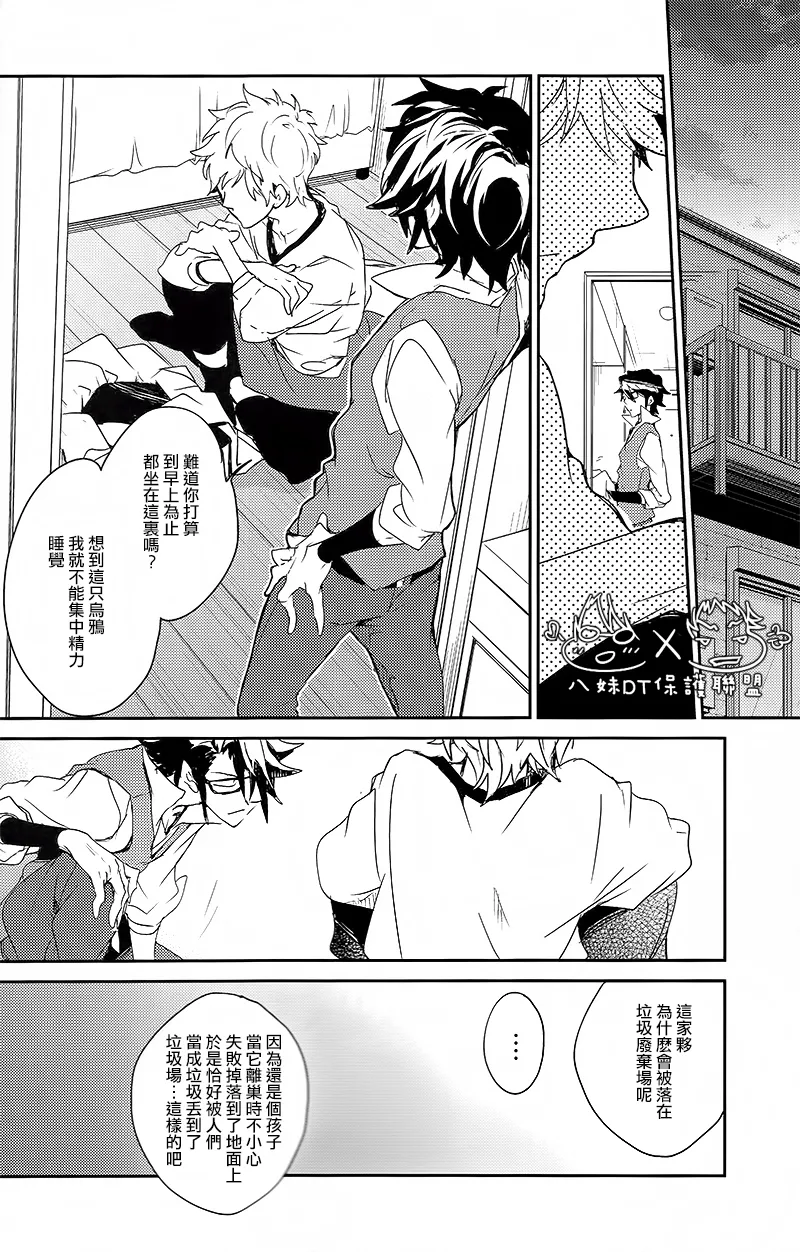 八妹DT保護聯盟
難道你打算
到早上為止
都坐在這裏嗎？
想到這只烏鴉
我就不能集中精力
睡覺
這家夥
為什麼會被落在
垃圾廢棄場呢
…
因為還是個孩子
當它離巢時不小心
失敗掉落到了地面上
於是恰好被人們
當成垃圾丟到了
垃圾場…這樣的吧